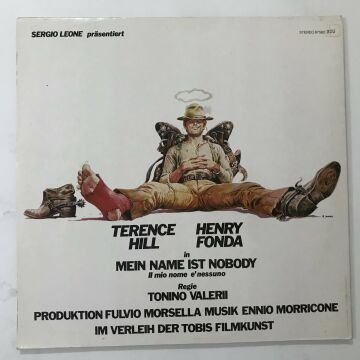 SERGIO LEONE präsentiert
TERENCE HILL
HENRY FONDA
in
MEIN NAME IST NOBODY
Il mio nome e' nessuno
Regie
TONINO VALERII
PRODUKTION FULVIO MORSELLA MUSIK ENNIO MORRICONE
IM VERLEIH DER TOBIS FILMKUNST